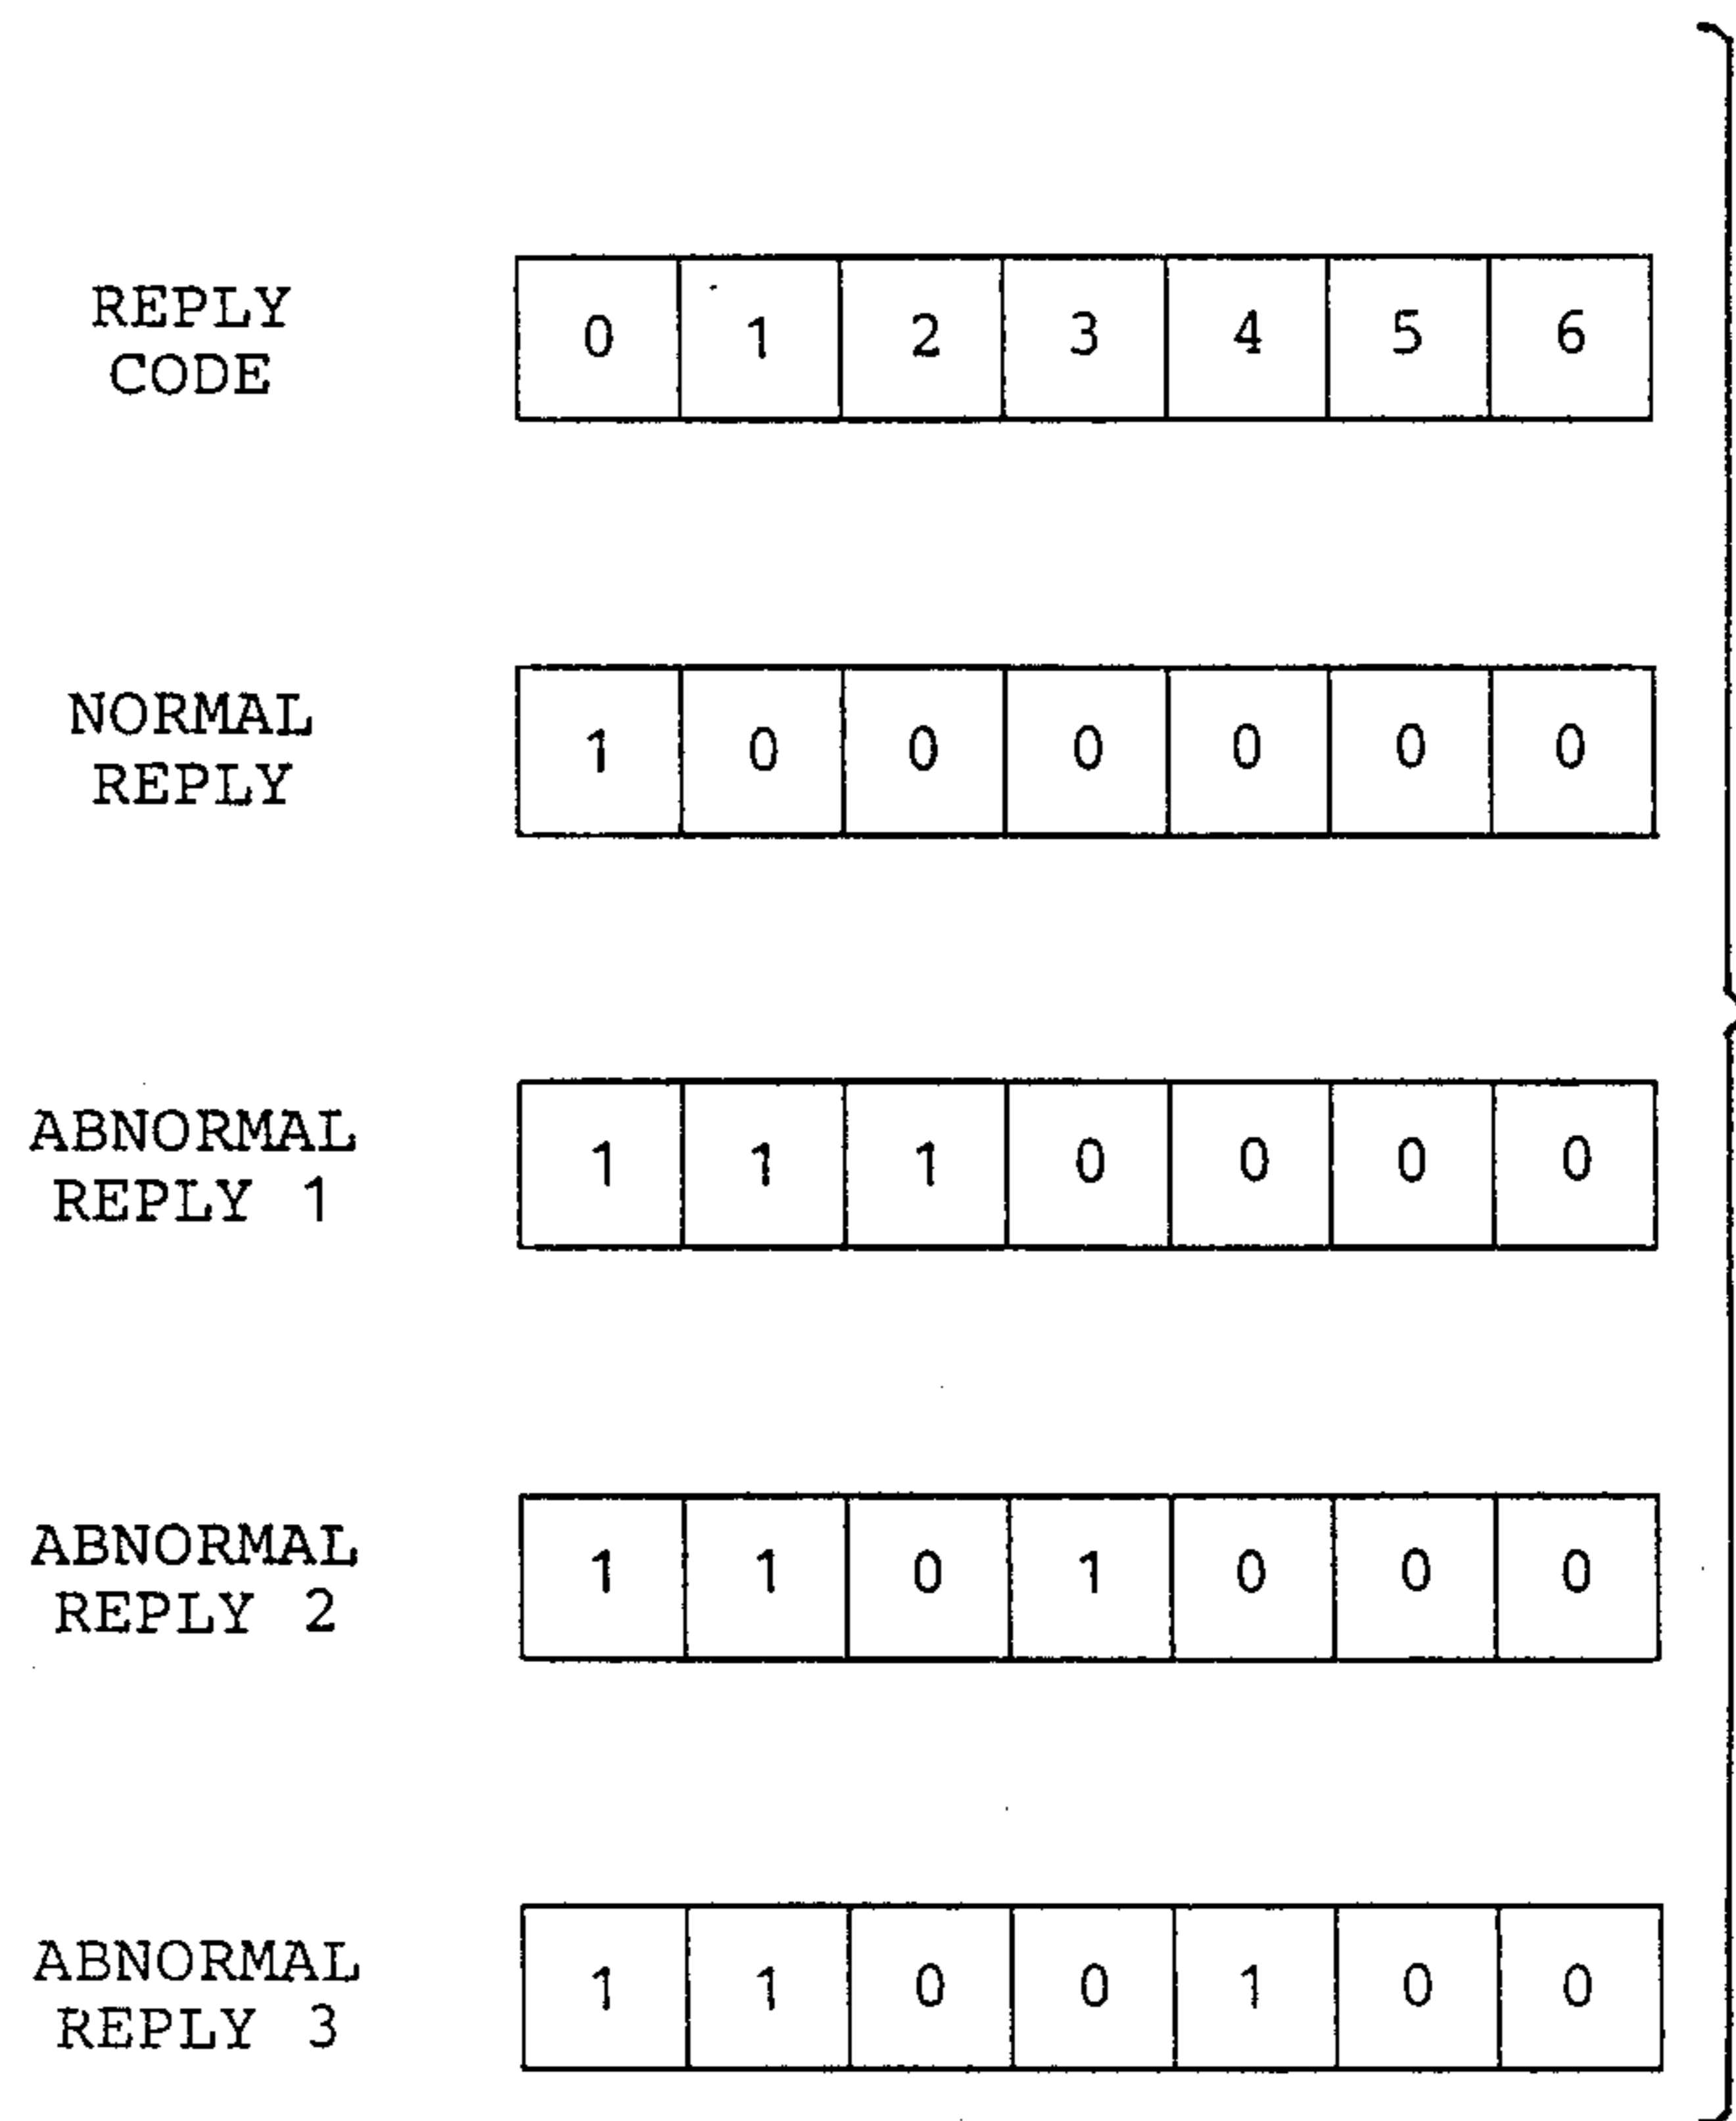 REPLY
CODE
0 1 2 3 4 5 6
NORMAL
REPLY
1 0 0 0 0 0 0
ABNORMAL
REPLY 1
1 1 1 0 0 0 0
ABNORMAL
REPLY 2
1 1 0 1 0 0 0
ABNORMAL
REPLY 3
1 1 0 0 1 0 0